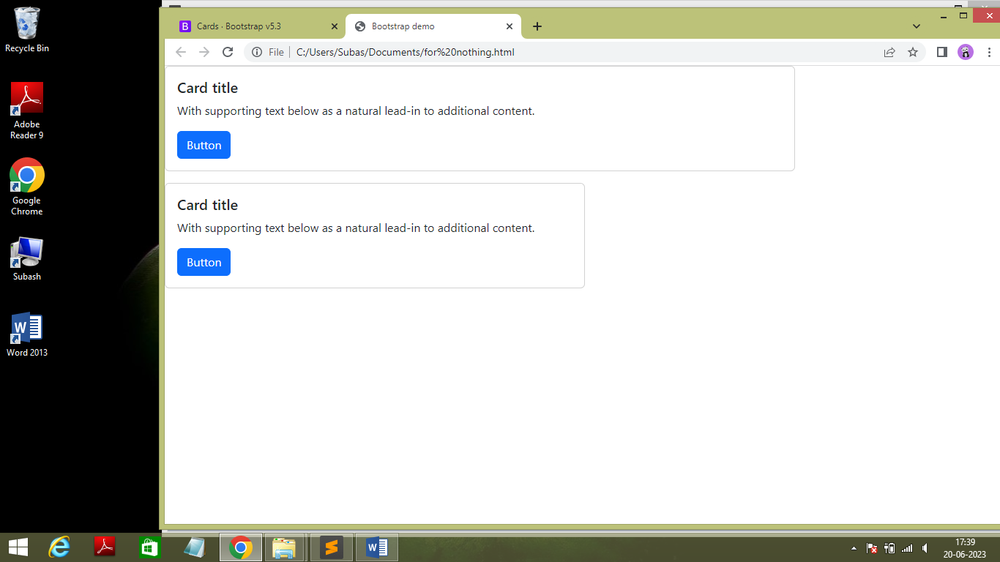 Recycle Bin
Adobe
Reader 9
Google
Chrome
Subash
Word 2013
Cards · Bootstrap v5.3
Bootstrap demo
File
C:/Users/Subas/Documents/for%20nothing.html
Card title
With supporting text below as a natural lead-in to additional content.
Button
Card title
With supporting text below as a natural lead-in to additional content.
Button
17:39
20-06-2023